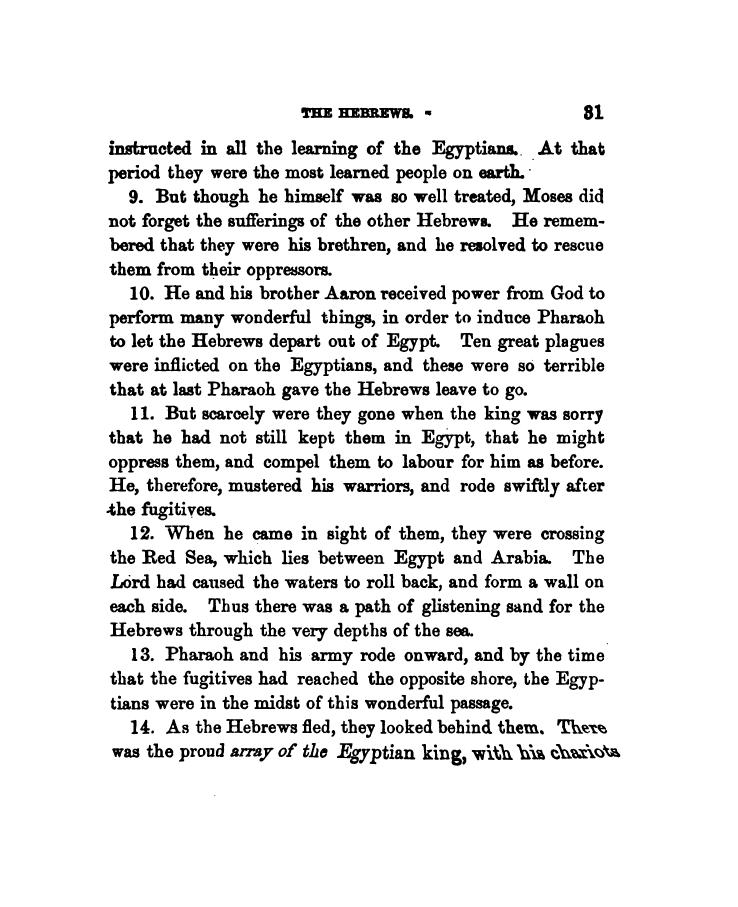 THE HEBREWS. 31
instructed in all the learning of the Egyptians. At that
period they were the most learned people on earth.
9. But though he himself was so well treated, Moses did
not forget the sufferings of the other Hebrews. He remem-
bered that they were his brethren, and he resolved to rescue
them from their oppressors.
10. He and his brother Aaron received power from God to
perform many wonderful things, in order to induce Pharaoh
to let the Hebrews depart out of Egypt. Ten great plagues
were inflicted on the Egyptians, and these were so terrible
that at last Pharaoh gave the Hebrews leave to go.
11. But scarcely were they gone when the king was sorry
that he had not still kept them in Egypt, that he might
oppress them, and compel them to labour for him as before.
He, therefore, mustered his warriors, and rode swiftly after
the fugitives.
12. When he came in sight of them, they were crossing
the Red Sea, which lies between Egypt and Arabia. The
Lord had caused the waters to roll back, and form a wall on
each side. Thus there was a path of glistening sand for the
Hebrews through the very depths of the sea.
13. Pharaoh and his army rode onward, and by the time
that the fugitives had reached the opposite shore, the Egyp-
tians were in the midst of this wonderful passage.
14. As the Hebrews fled, they looked behind them. There
was the proud array of the Egyptian king, with his chariots